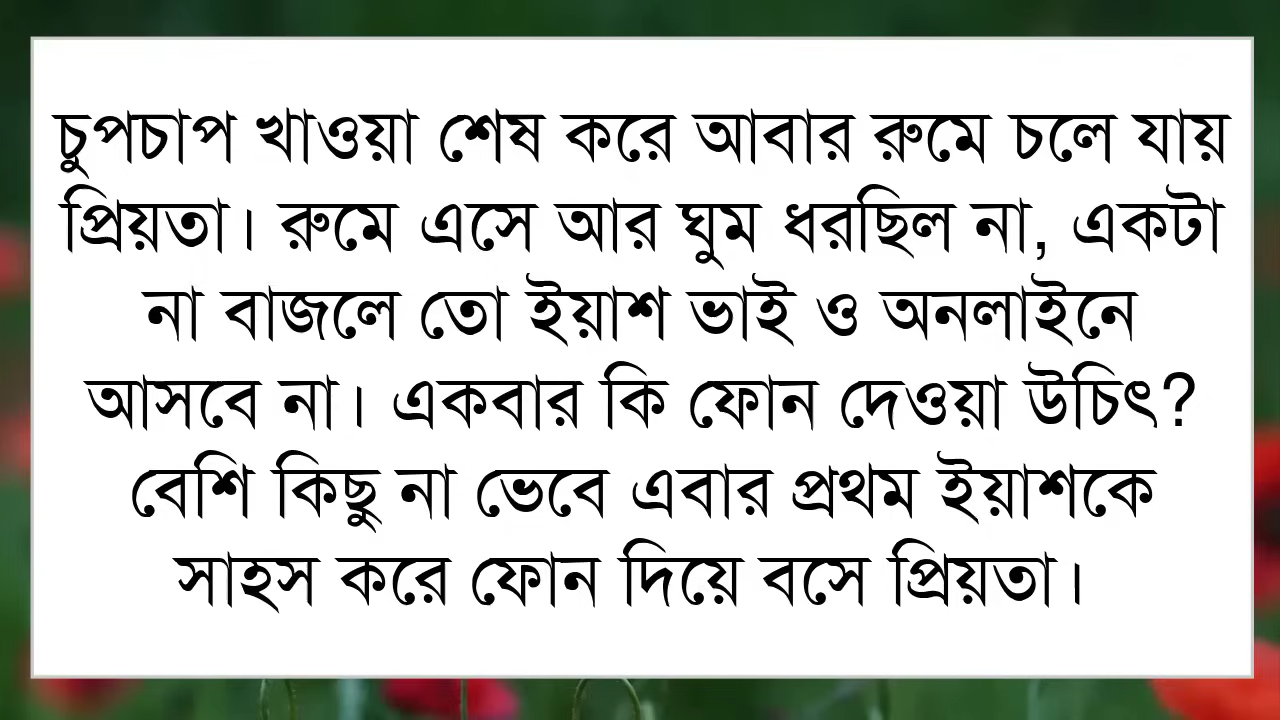 চুপচাপ খাওয়া শেষ করে আবার রুমে চলে যায়
প্রিয়তা। রুমে এসে আর ঘুম ধরছিল না, একটা
না বাজলে তো ইয়াশ ভাই ও অনলাইনে
আসবে না। একবার কি ফোন দেওয়া উচিৎ?
বেশি কিছু না ভেবে এবার প্রথম ইয়াশকে
সাহস করে ফোন দিয়ে বসে প্রিয়তা।